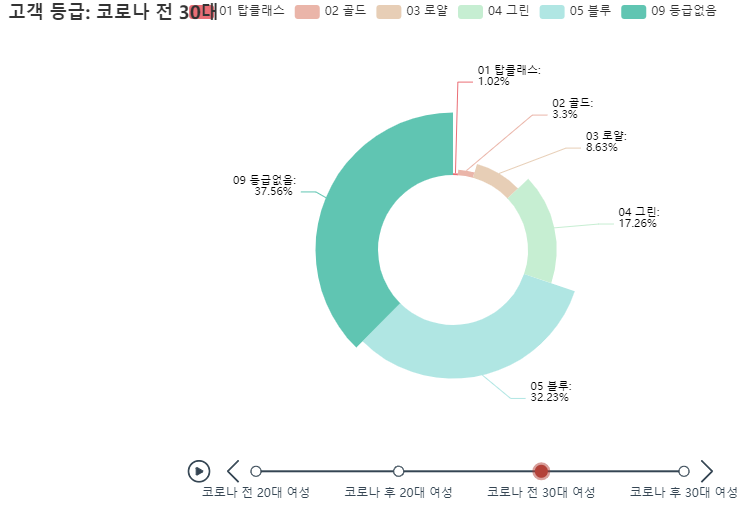 고객 등급: 코로나 전 30대
01 탑클래스 02 골드 03 로얄 04 그린 05 블루 09 등급없음
01 탑클래스:
1.02%
02 골드:
3.3%
03 로얄:
8.63%
09 등급없음:
37.56%
04 그린:
17.26%
05 블루:
32.23%
코로나 전 20대 여성 코로나 후 20대 여성 코로나 전 30대 여성 코로나 후 30대 여성